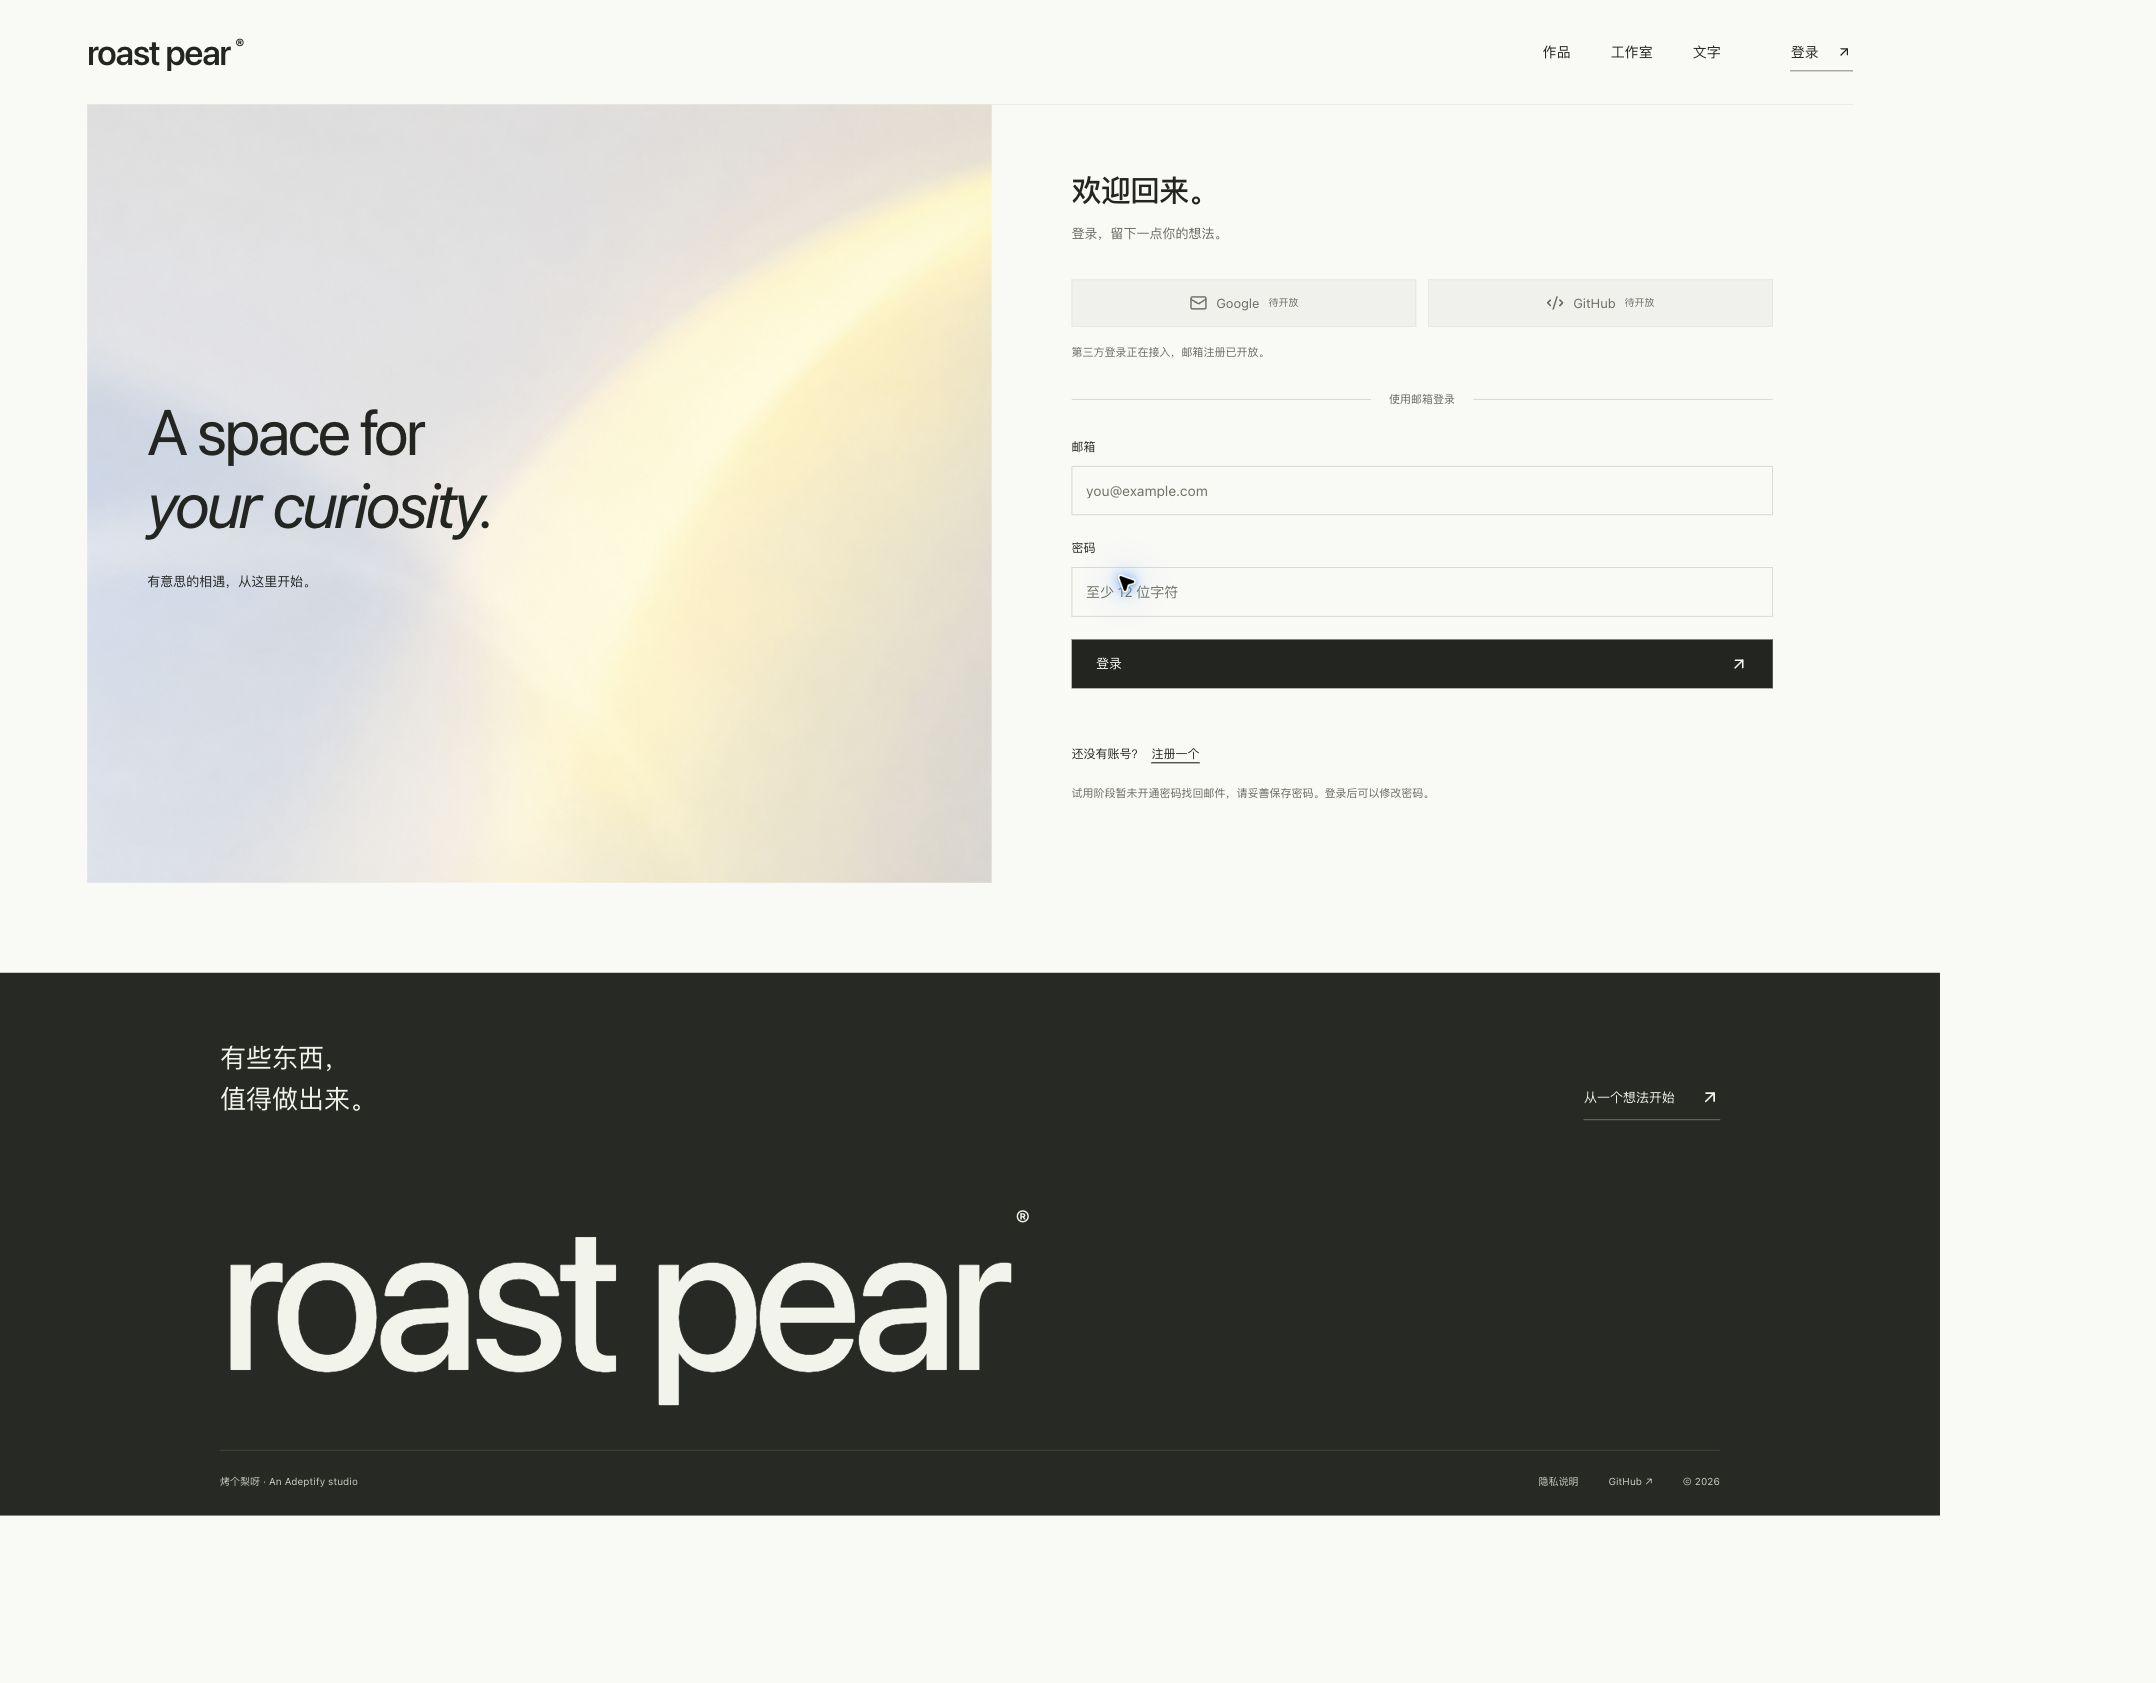 roast pear ®
作品 工作室 文字 登录
A space for
your curiosity.
有意思的相遇，从这里开始。
欢迎回来。
登录，留下一点你的想法。
Google 待开放 GitHub 待开放
第三方登录正在接入，邮箱注册已开放。
使用邮箱登录
邮箱
you@example.com
密码
至少 12 位字符
登录
还没有账号？ 注册一个
试用阶段暂未开通密码找回邮件，请妥善保存密码。登录后可以修改密码。
有些东西，
值得做出来。
从一个想法开始
roast pear ®
烤个梨呀 · An Adeptify studio
隐私说明 GitHub ↗ © 2026